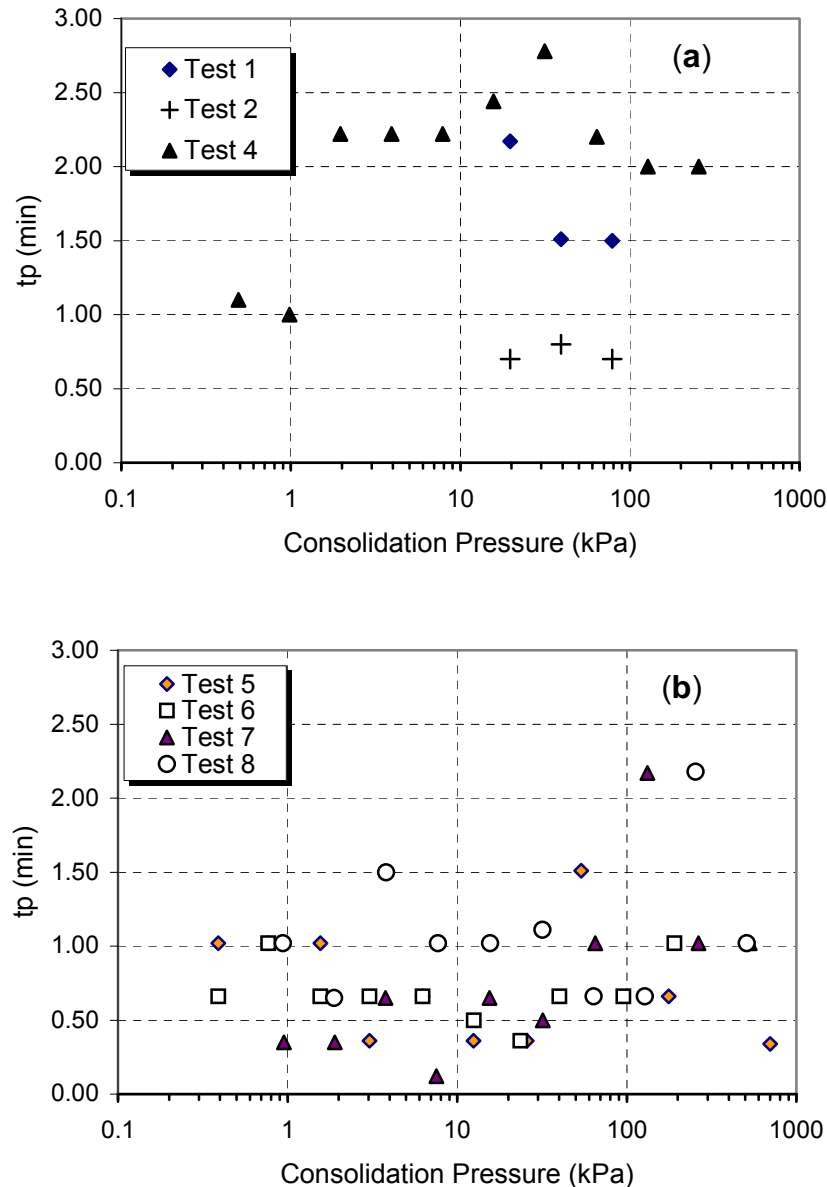 (a)
Test 1
Test 2
Test 4
3.00
2.50
2.00
1.50
1.00
0.50
0.00
tp (min)
0.1 1 10 100 1000
Consolidation Pressure (kPa)
(b)
Test 5
Test 6
Test 7
Test 8
3.00
2.50
2.00
1.50
1.00
0.50
0.00
tp (min)
0.1 1 10 100 1000
Consolidation Pressure (kPa)